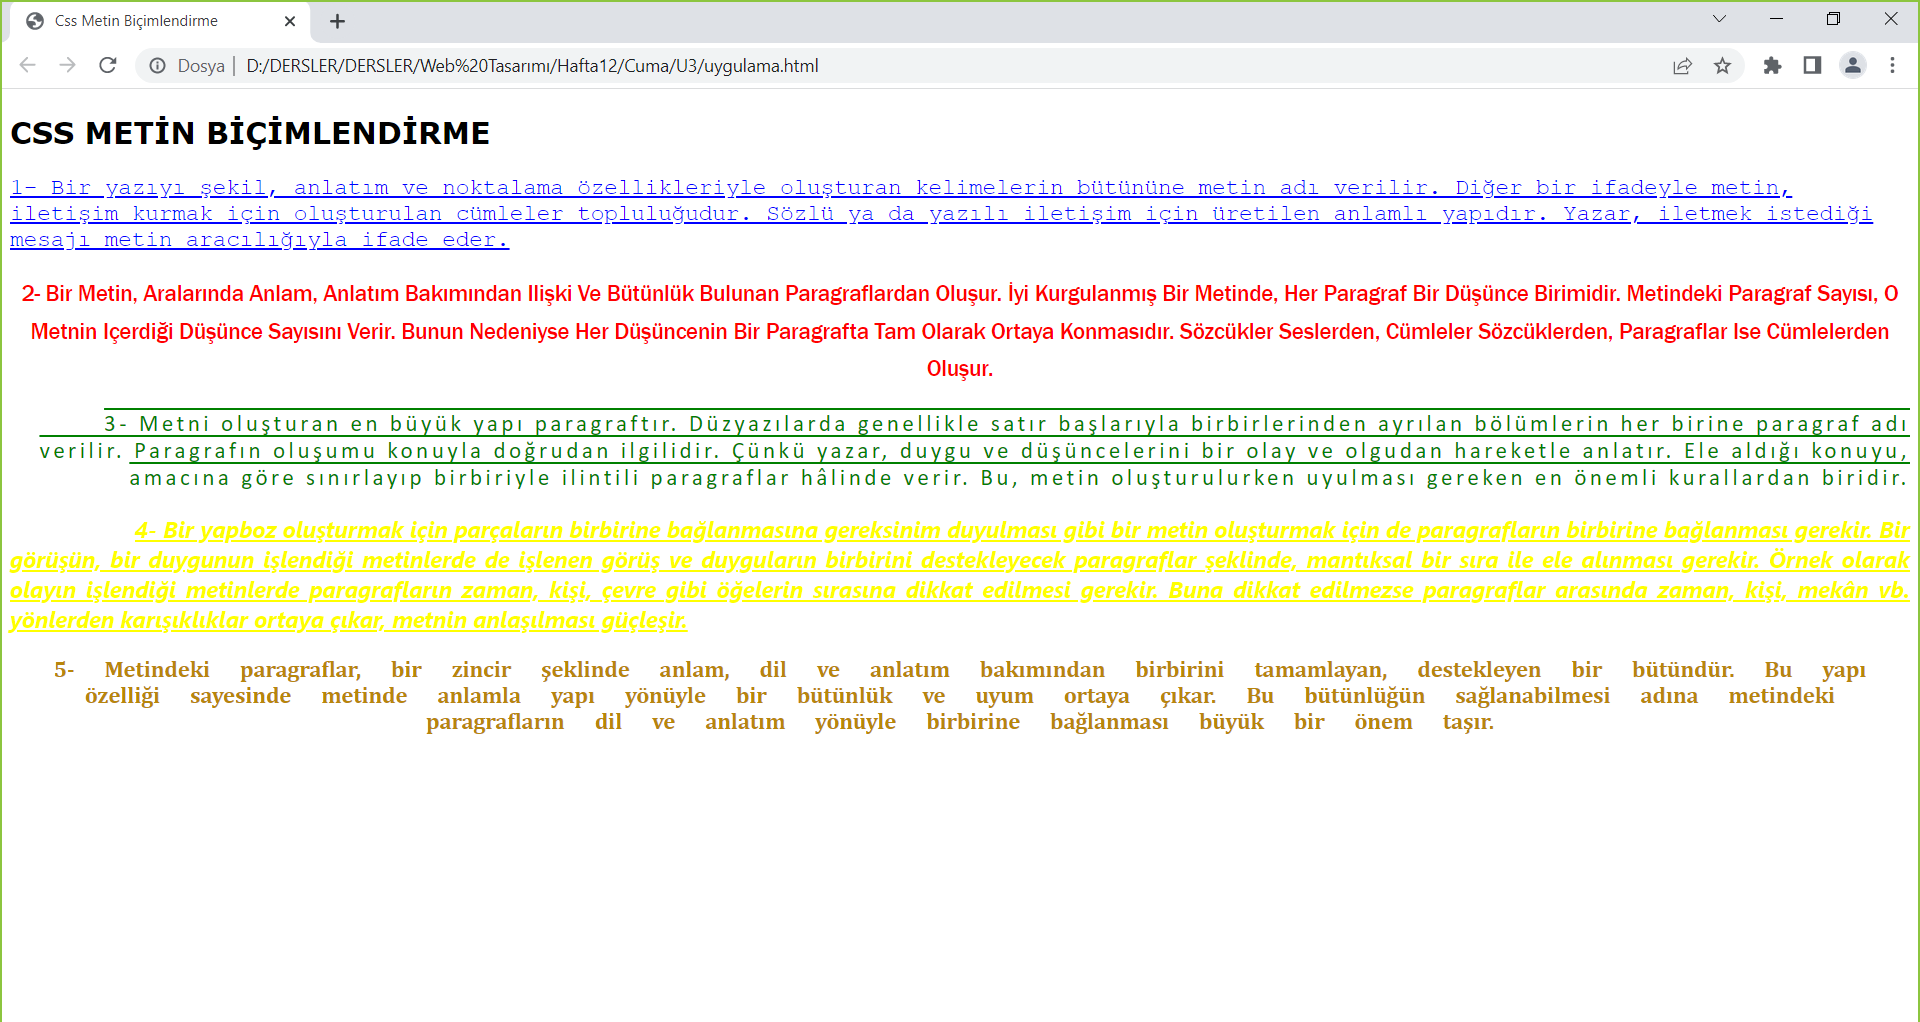 Css Metin Biçimlendirme
Dosya | D:/DERSLER/DERSLER/Web%20Tasarımı/Hafta12/Cuma/U3/uygulama.html
CSS METİN BİÇİMLENDİRME
1- Bir yazıyı şekil, anlatım ve noktalama özellikleriyle oluşturan kelimelerin bütününe metin adı verilir. Diğer bir ifadeyle metin,
iletişim kurmak için oluşturulan cümleler topluluğudur. Sözlü ya da yazılı iletişim için üretilen anlamlı yapıdır. Yazar, iletmek istediği
mesajı metin aracılığıyla ifade eder.
2- Bir Metin, Aralarında Anlam, Anlatım Bakımından Ilişki Ve Bütünlük Bulunan Paragraflardan Oluşur. İyi Kurgulanmış Bir Metinde, Her Paragraf Bir Düşünce Birimidir. Metindeki Paragraf Sayısı, O
Metnin Içerdiği Düşünce Sayısını Verir. Bunun Nedeniyse Her Düşüncenin Bir Paragrafta Tam Olarak Ortaya Konmasıdır. Sözcükler Seslerden, Cümleler Sözcüklerden, Paragraflar Ise Cümlelerden
Oluşur.
3- Metni oluşturan en büyük yapı paragraftır. Düzyazılarda genellikle satır başlarıyla birbirlerinden ayrılan bölümlerin her birine paragraf adı
verilir. Paragrafın oluşumu konuyla doğrudan ilgilidir. Çünkü yazar, duygu ve düşüncelerini bir olay ve olgudan hareketle anlatır. Ele aldığı konuyu,
amacına göre sınırlayıp birbiriyle ilintili paragraflar hâlinde verir. Bu, metin oluşturulurken uyulması gereken en önemli kurallardan biridir.
4- Bir yapboz oluşturmak için parçaların birbirine bağlanmasına gereksinim duyulması gibi bir metin oluşturmak için de paragrafların birbirine bağlanması gerekir. Bir
görüşün, bir duygunun işlendiği metinlerde de işlenen görüş ve duyguların birbirini destekleyecek paragraflar şeklinde, mantıksal bir sıra ile ele alınması gerekir. Örnek olarak
olayın işlendiği metinlerde paragrafların zaman, kişi, çevre gibi öğelerin sırasına dikkat edilmesi gerekir. Buna dikkat edilmezse paragraflar arasında zaman, kişi, mekân vb.
yönlerden karışıklıklar ortaya çıkar, metnin anlaşılması güçleşir.
5- Metindeki paragraflar, bir zincir şeklinde anlam, dil ve anlatım bakımından birbirini tamamlayan, destekleyen bir bütündür. Bu yapı
özelliği sayesinde metinde anlamla yapı yönüyle bir bütünlük ve uyum ortaya çıkar. Bu bütünlüğün sağlanabilmesi adına metindeki
paragrafların dil ve anlatım yönüyle birbirine bağlanması büyük bir önem taşır.